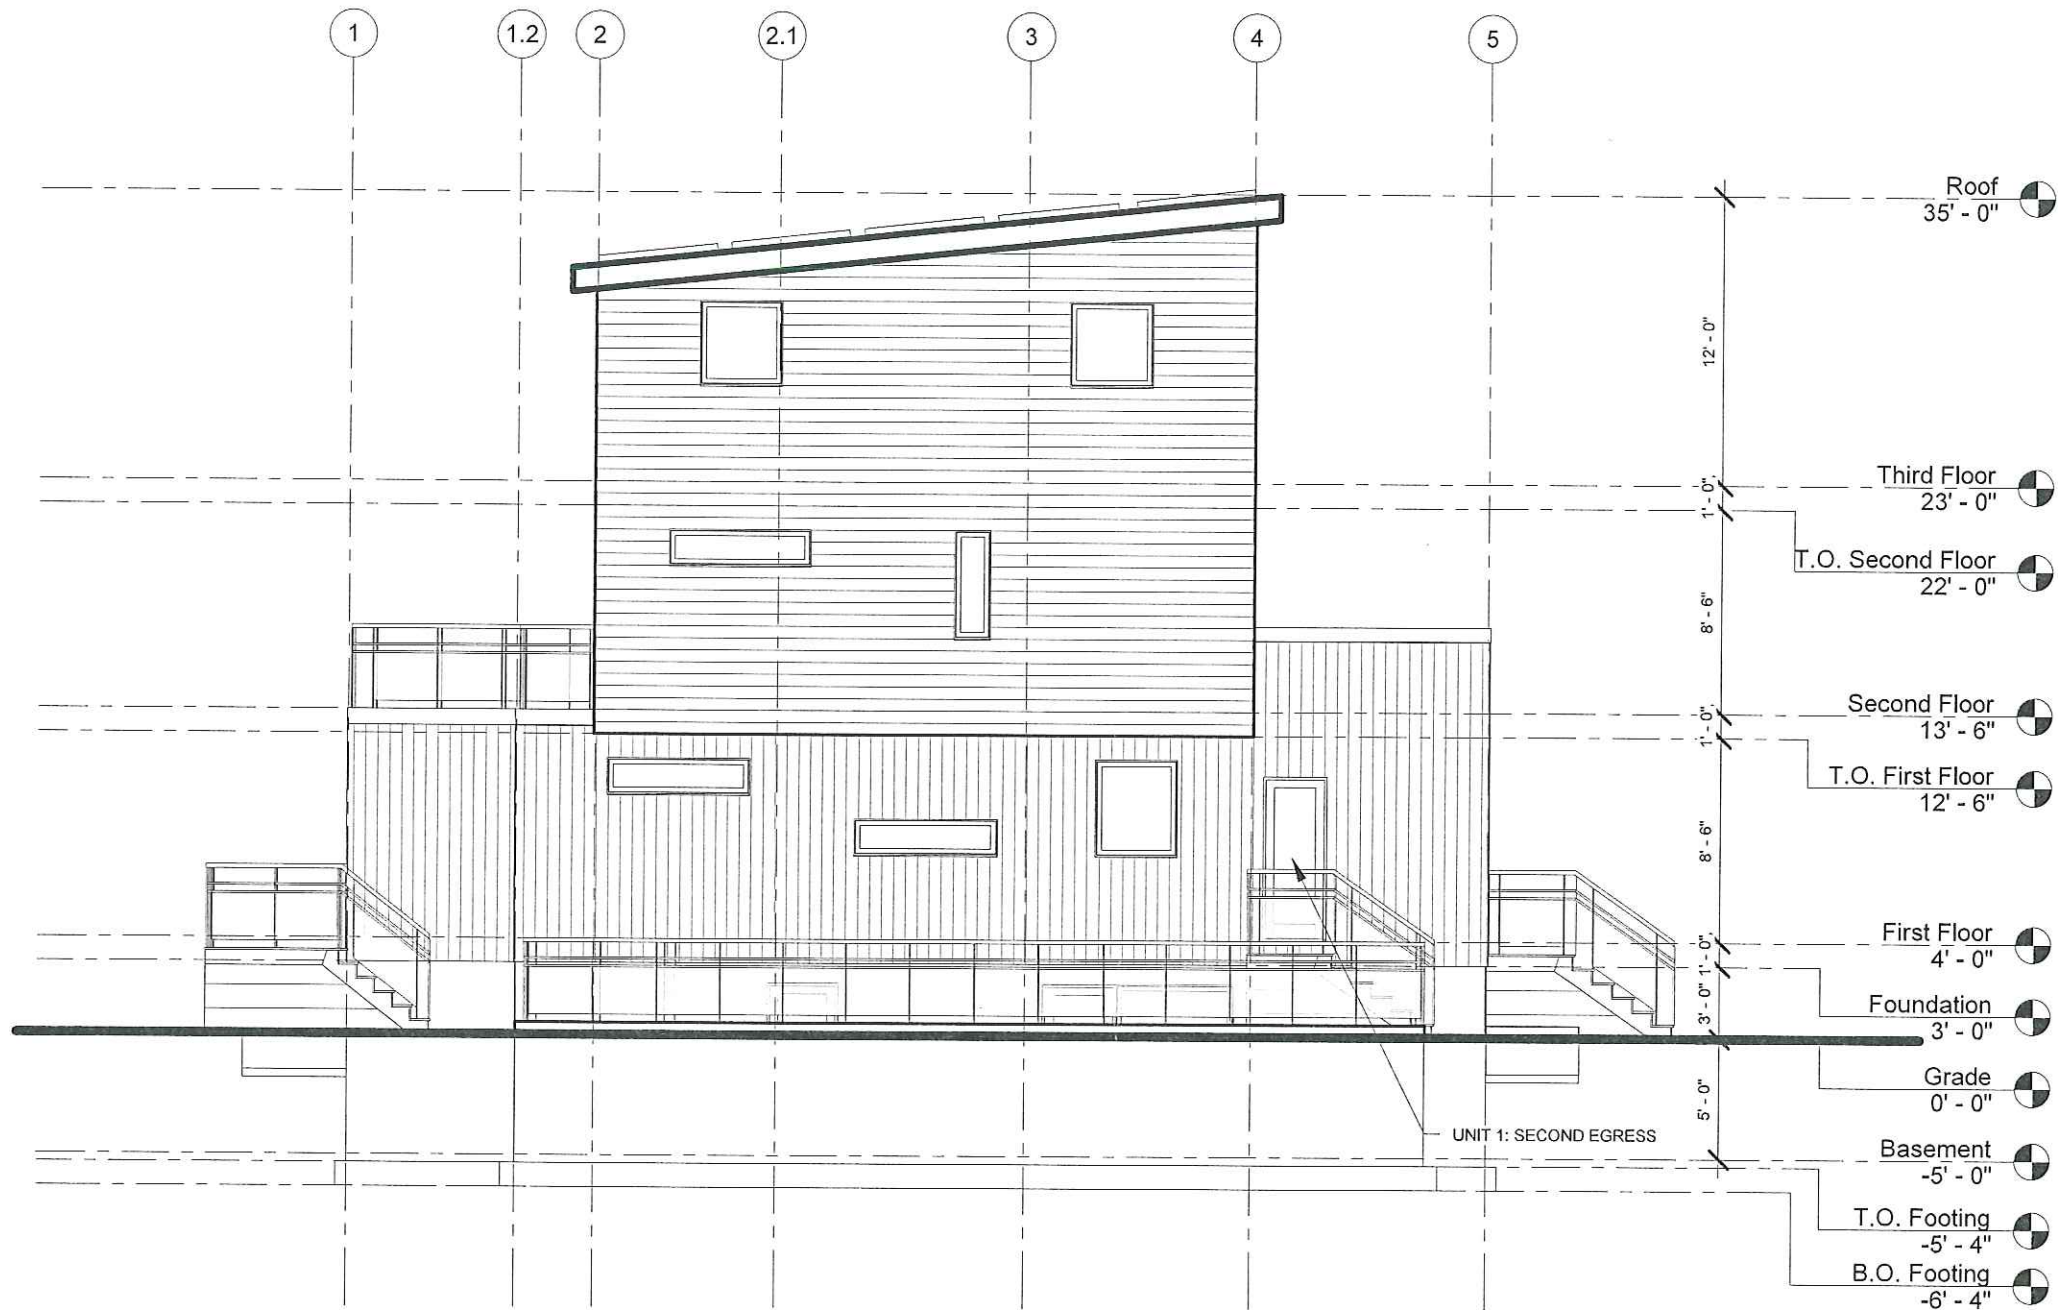 1
1.2
2
2.1
3
4
5
Roof
35' - 0"
12' - 0"
Third Floor
23' - 0"
1' - 0"
T.O. Second Floor
22' - 0"
8' - 6"
Second Floor
13' - 6"
1' - 0"
T.O. First Floor
12' - 6"
8' - 6"
First Floor
4' - 0"
1' - 0"
Foundation
3' - 0"
3' - 0"
Grade
0' - 0"
5' - 0"
UNIT 1: SECOND EGRESS
Basement
-5' - 0"
T.O. Footing
-5' - 4"
B.O. Footing
-6' - 4"